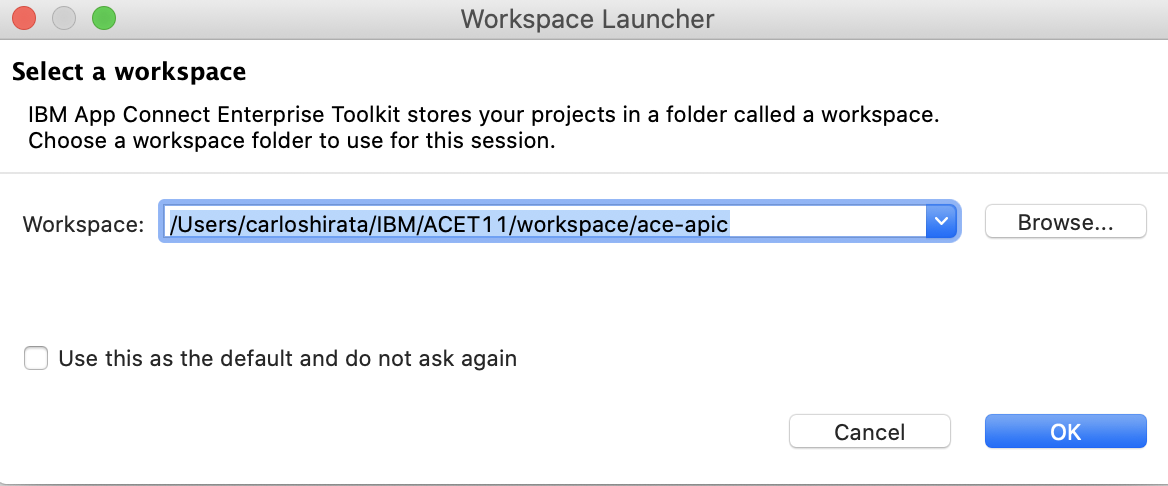 Workspace Launcher
Select a workspace
IBM App Connect Enterprise Toolkit stores your projects in a folder called a workspace.
Choose a workspace folder to use for this session.
Workspace: /Users/carloshirata/IBM/ACET11/workspace/ace-apic Browse...
Use this as the default and do not ask again
Cancel OK